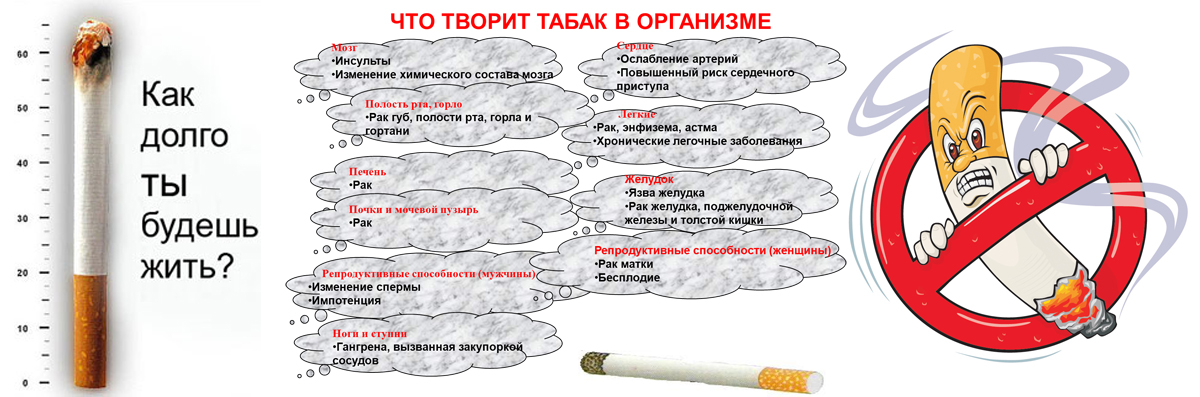 60
50
40
30
20
10
0
Как
долго
ты
будешь
жить?
ЧТО ТВОРИТ ТАБАК В ОРГАНИЗМЕ
Мозг
•Инсульты
•Изменение химического состава мозга
Полость рта, горло
•Рак губ, полости рта, горла и
гортани
Печень
•Рак
Почки и мочевой пузырь
•Рак
Репродуктивные способности (мужчины)
•Изменение спермы
•Импотенция
Ноги и ступни
•Гангрена, вызванная закупоркой
сосудов
Сердце
•Ослабление артерий
•Повышенный риск сердечного
приступа
Легкие
•Рак, энфизема, астма
•Хронические легочные заболевания
Желудок
•Язва желудка
•Рак желудка, поджелудочной
железы и толстой кишки
Репродуктивные способности (женщины)
•Рак матки
•Бесплодие